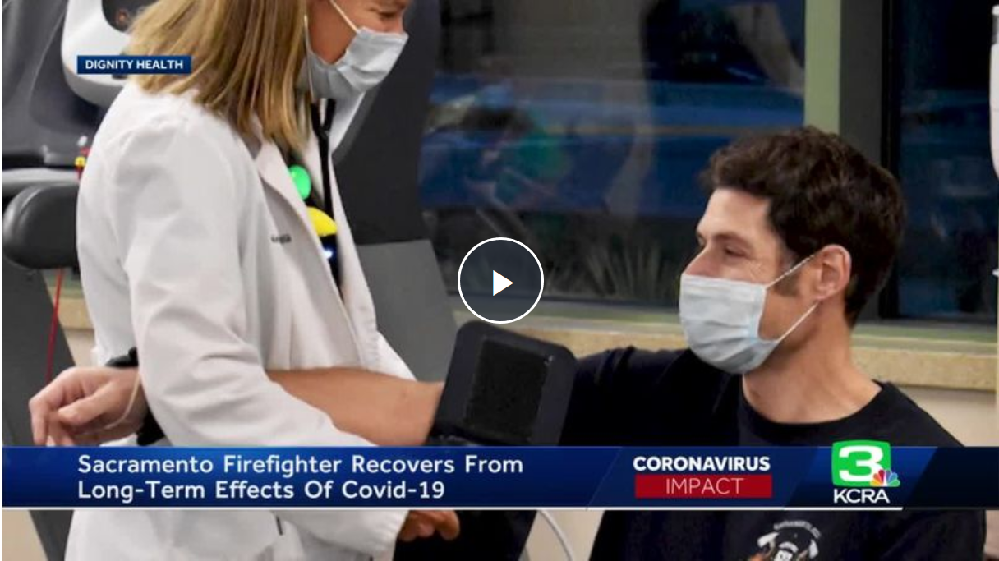 DIGNITY HEALTH
Sacramento Firefighter Recovers From
Long-Term Effects Of Covid-19
CORONAVIRUS
IMPACT
3
KCRA